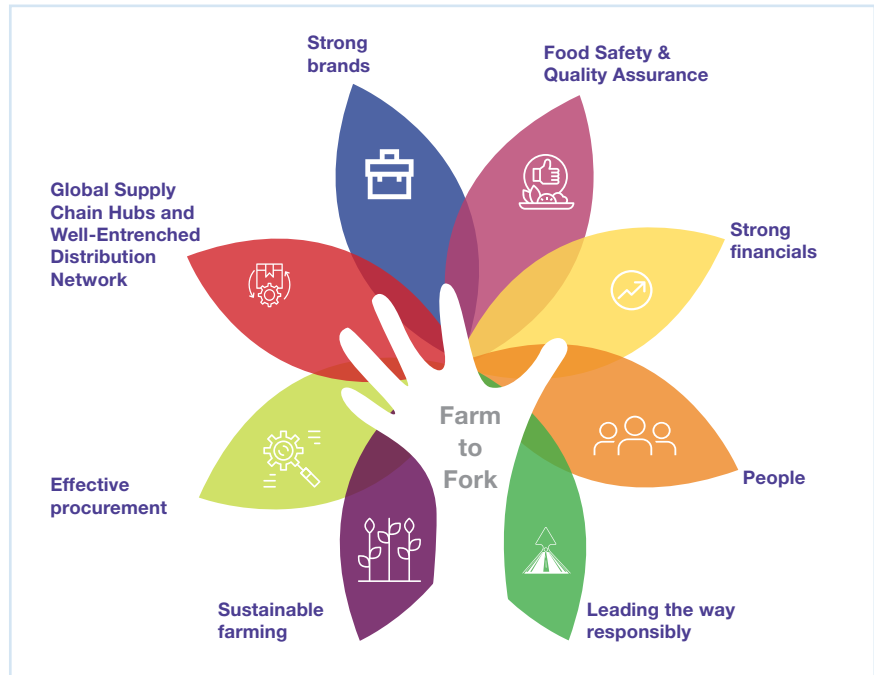 Strong
brands
Food Safety &
Quality Assurance
Global Supply
Chain Hubs and
Well-Entrenched
Distribution
Network
Strong
financials
Farm
to
Fork
People
Effective
procurement
Sustainable
farming
Leading the way
responsibly